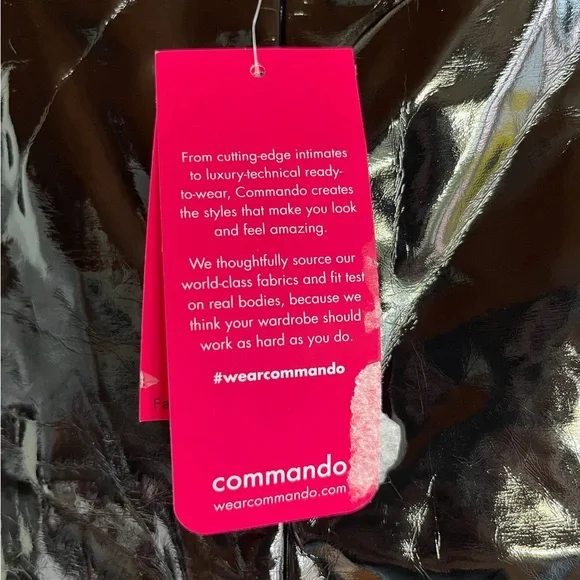 From cutting-edge intimates
to luxury-technical ready-
to-wear, Commando creates
the styles that make you look
and feel amazing.
We thoughtfully source our
world-class fabrics and fit test
on real bodies, because we
think your wardrobe should
work as hard as you do.
#wearcommando
commando
wearcommando.com